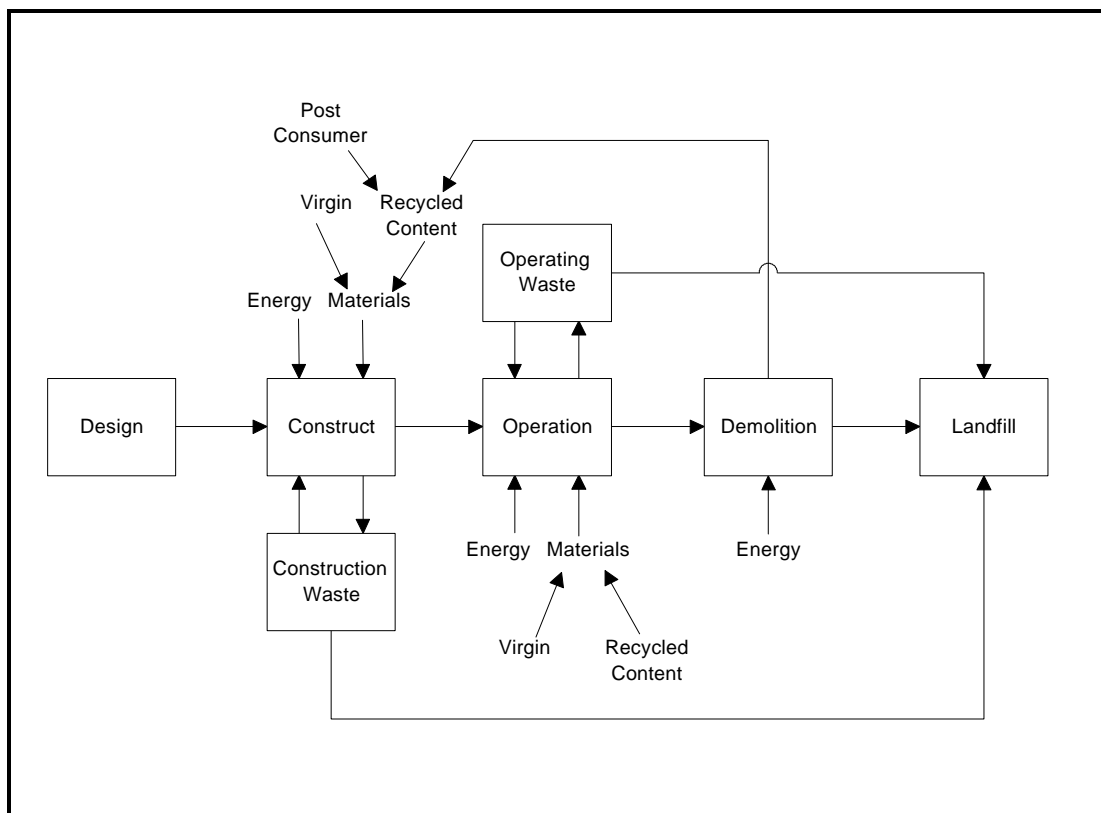 Post
Consumer
Virgin
Recycled
Content
Operating
Waste
Energy
Materials
Design
Construct
Operation
Demolition
Landfill
Construction
Waste
Energy
Materials
Energy
Virgin
Recycled
Content